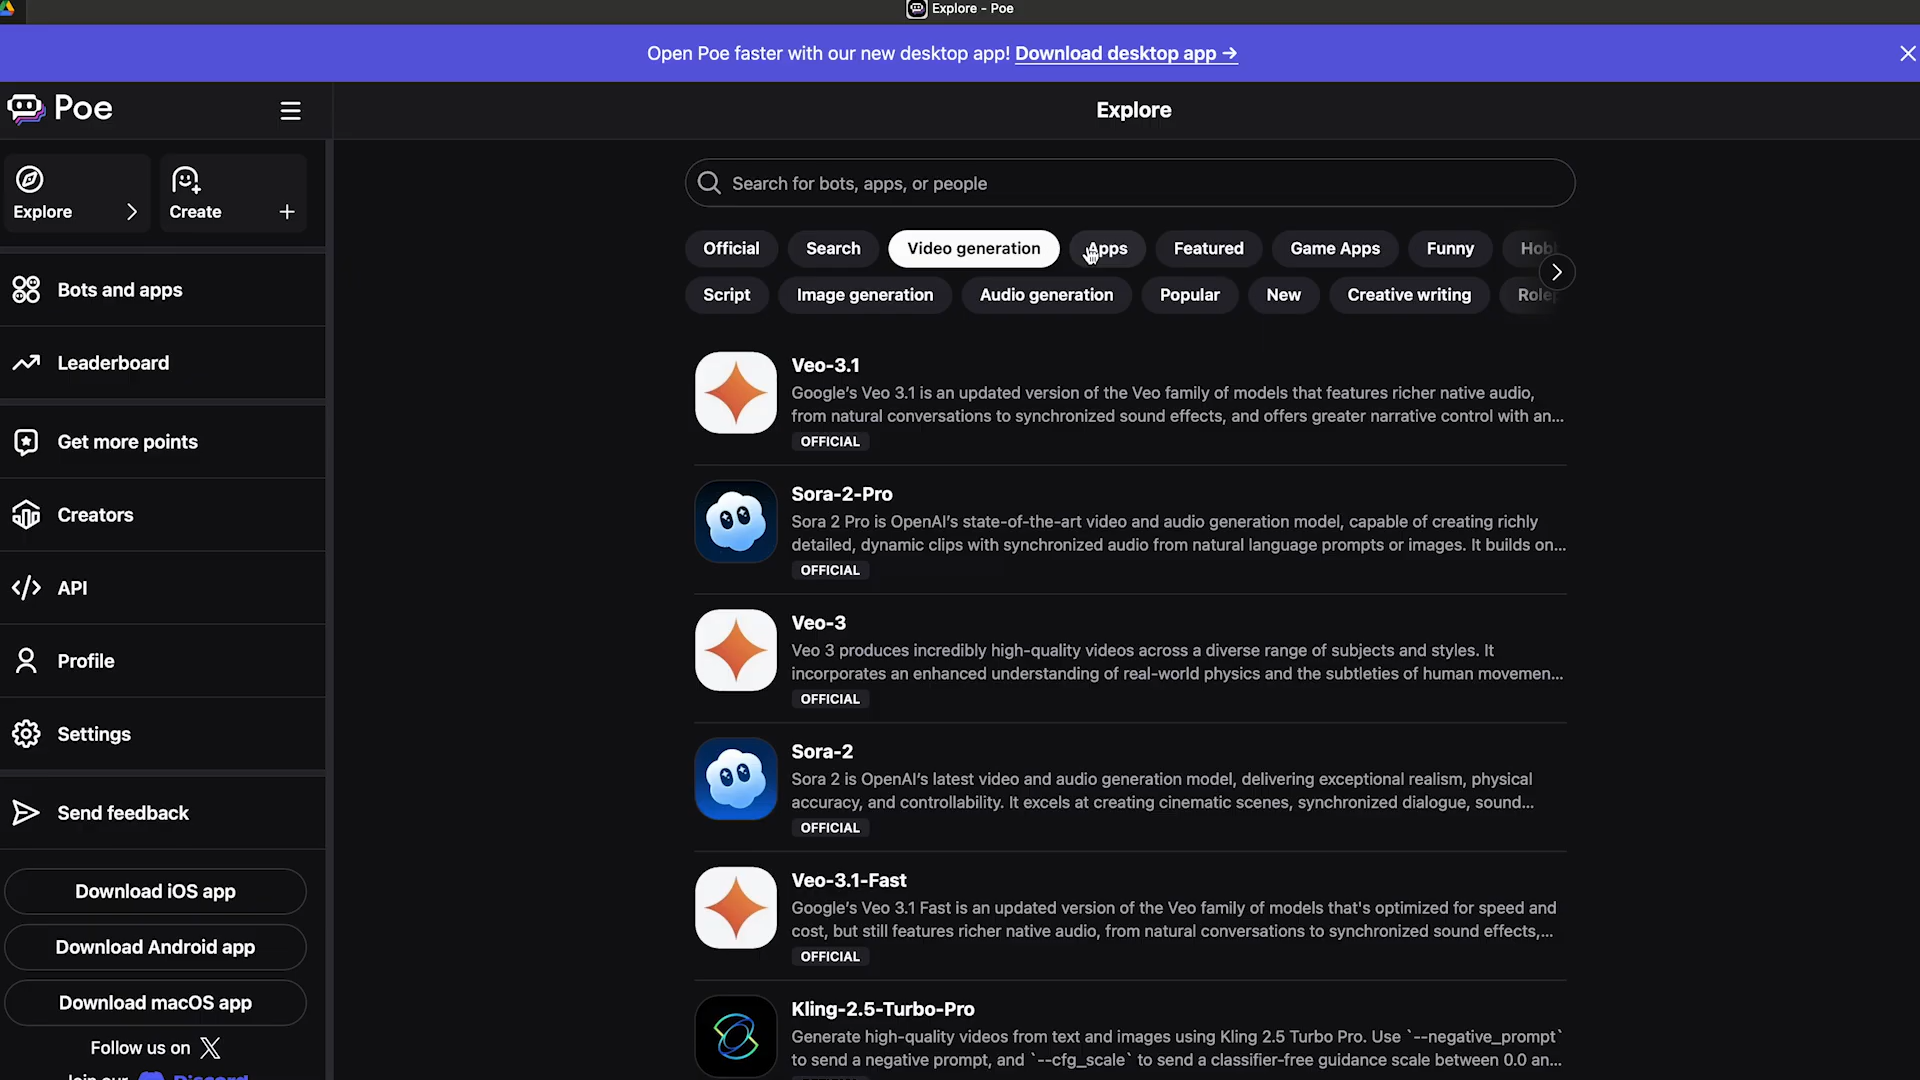 Explore - Poe
Open Poe faster with our new desktop app! Download desktop app →
Poe
Explore
Explore
Create
Search for bots, apps, or people
Official Search Video generation Apps Featured Game Apps Funny
Script Image generation Audio generation Popular New Creative writing
Bots and apps
Leaderboard
Get more points
Creators
API
Profile
Settings
Send feedback
Download iOS app
Download Android app
Download macOS app
Follow us on X
Join our Discord
Veo-3.1
Google's Veo 3.1 is an updated version of the Veo family of models that features richer native audio,
from natural conversations to synchronized sound effects, and offers greater narrative control with an...
OFFICIAL
Sora-2-Pro
Sora 2 Pro is OpenAI's state-of-the-art video and audio generation model, capable of creating richly
detailed, dynamic clips with synchronized audio from natural language prompts or images. It builds on...
OFFICIAL
Veo-3
Veo 3 produces incredibly high-quality videos across a diverse range of subjects and styles. It
incorporates an enhanced understanding of real-world physics and the subtleties of human movemen...
OFFICIAL
Sora-2
Sora 2 is OpenAI's latest video and audio generation model, delivering exceptional realism, physical
accuracy, and controllability. It excels at creating cinematic scenes, synchronized dialogue, sound...
OFFICIAL
Veo-3.1-Fast
Google's Veo 3.1 Fast is an updated version of the Veo family of models that's optimized for speed and
cost, but still features richer native audio, from natural conversations to synchronized sound effects,...
OFFICIAL
Kling-2.5-Turbo-Pro
Generate high-quality videos from text and images using Kling 2.5 Turbo Pro. Use `--negative_prompt`
to send a negative prompt, and `--cfg_scale` to send a classifier-free guidance scale between 0.0 an...